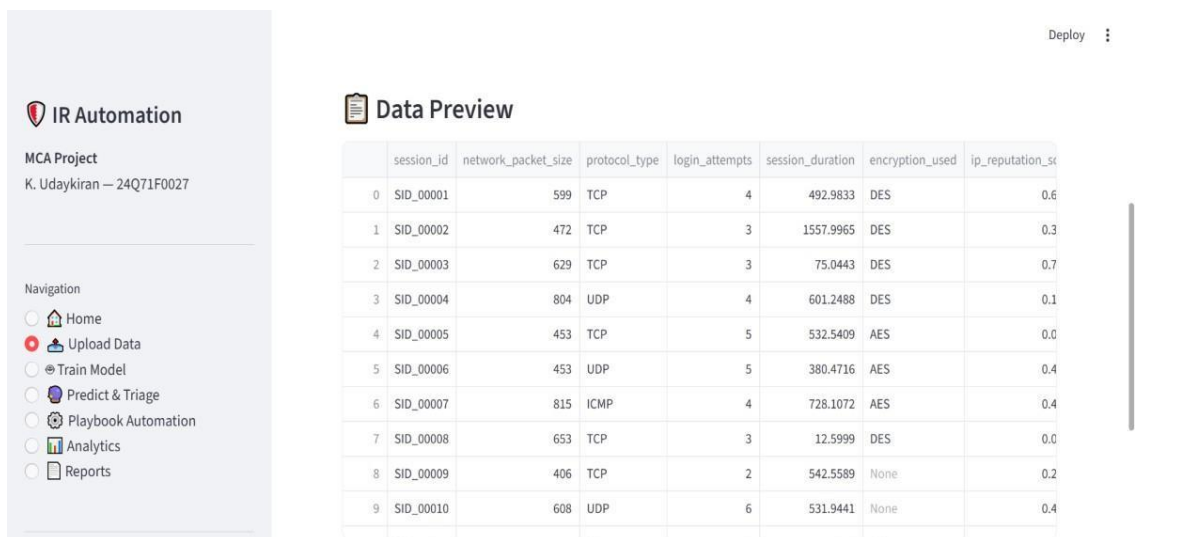 Deploy
IR Automation
MCA Project
K. Udaykiran — 24Q71F0027
Navigation
Home
Upload Data
Train Model
Predict & Triage
Playbook Automation
Analytics
Reports
Data Preview
session_id network_packet_size protocol_type login_attempts session_duration encryption_used ip_reputation_sc
0 SID_00001 599 TCP 4 492.9833 DES 0.6
1 SID_00002 472 TCP 3 1557.9965 DES 0.3
2 SID_00003 629 TCP 3 75.0443 DES 0.7
3 SID_00004 804 UDP 4 601.2488 DES 0.1
4 SID_00005 453 TCP 5 532.5409 AES 0.0
5 SID_00006 453 UDP 5 380.4716 AES 0.4
6 SID_00007 815 ICMP 4 728.1072 AES 0.4
7 SID_00008 653 TCP 3 12.5999 DES 0.0
8 SID_00009 406 TCP 2 542.5589 None 0.2
9 SID_00010 608 UDP 6 531.9441 None 0.4